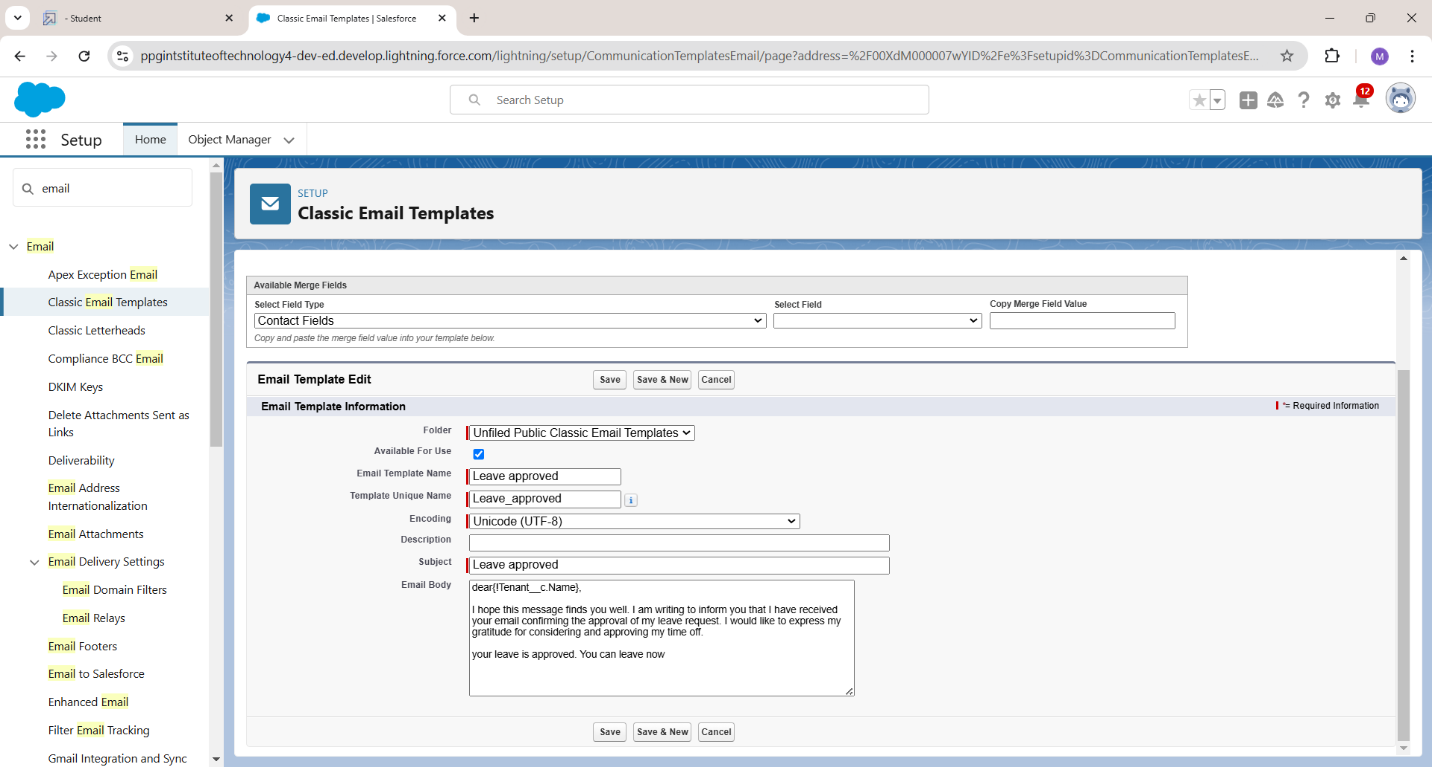 - Student
Classic Email Templates | Salesforce
ppgintstituteoftechnology4-dev-ed.develop.lightning.force.com/lightning/setup/CommunicationTemplatesEmail/page?address=%2F00XdM000007wYID%2Fe%3Fsetupid%3DCommunicationTemplatesE...
M
Search Setup
12
Setup
Home
Object Manager
email
SETUP
Classic Email Templates
Email
Apex Exception Email
Classic Email Templates
Classic Letterheads
Compliance BCC Email
DKIM Keys
Delete Attachments Sent as
Links
Deliverability
Email Address
Internationalization
Email Attachments
Email Delivery Settings
Email Domain Filters
Email Relays
Email Footers
Email to Salesforce
Enhanced Email
Filter Email Tracking
Gmail Integration and Sync
Available Merge Fields
Select Field Type
Select Field
Copy Merge Field Value
Contact Fields
Copy and paste the merge field value into your template below.
Email Template Edit
Save
Save & New
Cancel
Email Template Information
*= Required Information
Folder
Unfiled Public Classic Email Templates
Available For Use
Email Template Name
Leave approved
Template Unique Name
Leave_approved
i
Encoding
Unicode (UTF-8)
Description
Subject
Leave approved
Email Body
dear{!Tenant__c.Name},
I hope this message finds you well. I am writing to inform you that I have received
your email confirming the approval of my leave request. I would like to express my
gratitude for considering and approving my time off.
your leave is approved. You can leave now
Save
Save & New
Cancel